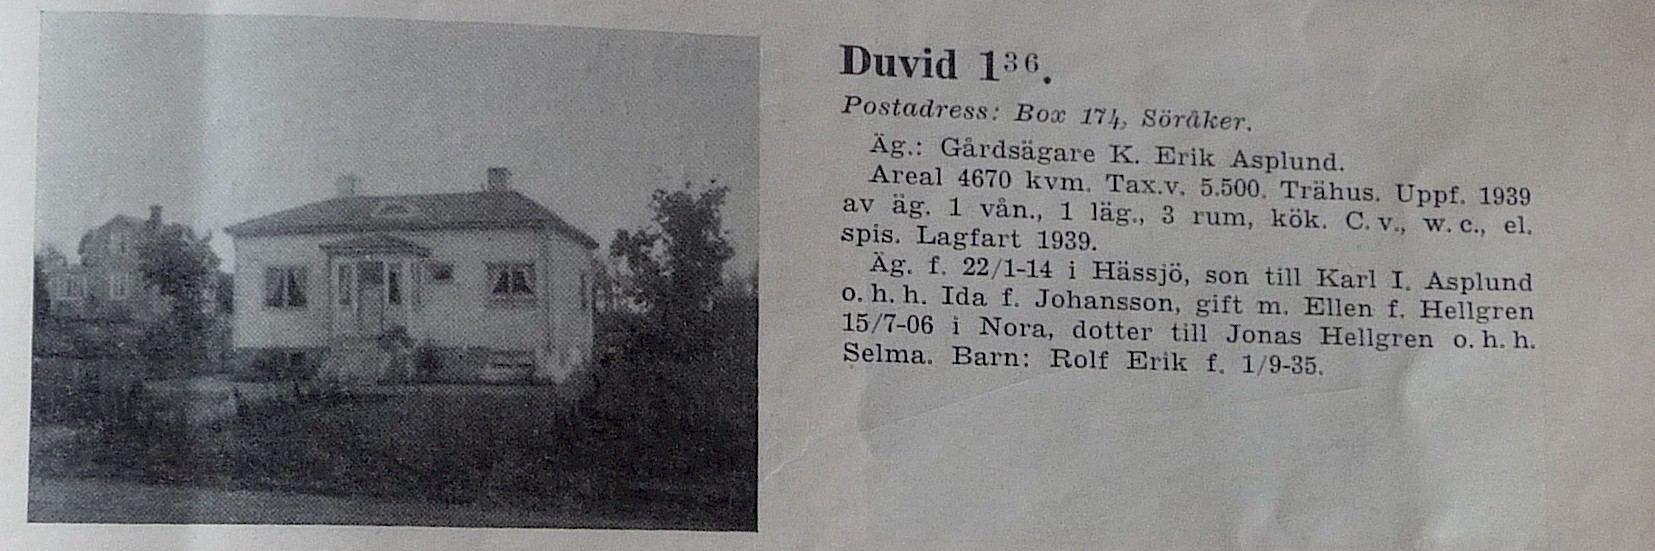 Duvid 1³⁶.
Postadress: Box 174, Söråker.
Äg.: Gårdsägare K. Erik Asplund.
Areal 4670 kvm. Tax.v. 5.500. Trähus. Uppf. 1939
av äg. 1 vån., 1 läg., 3 rum, kök. C. v., w. c., el.
spis. Lagfart 1939.
Äg. f. 22/1-14 i Hässjö, son till Karl I. Asplund
o. h. h. Ida f. Johansson, gift m. Ellen f. Hellgren
15/7-06 i Nora, dotter till Jonas Hellgren o. h. h.
Selma. Barn: Rolf Erik f. 1/9-35.